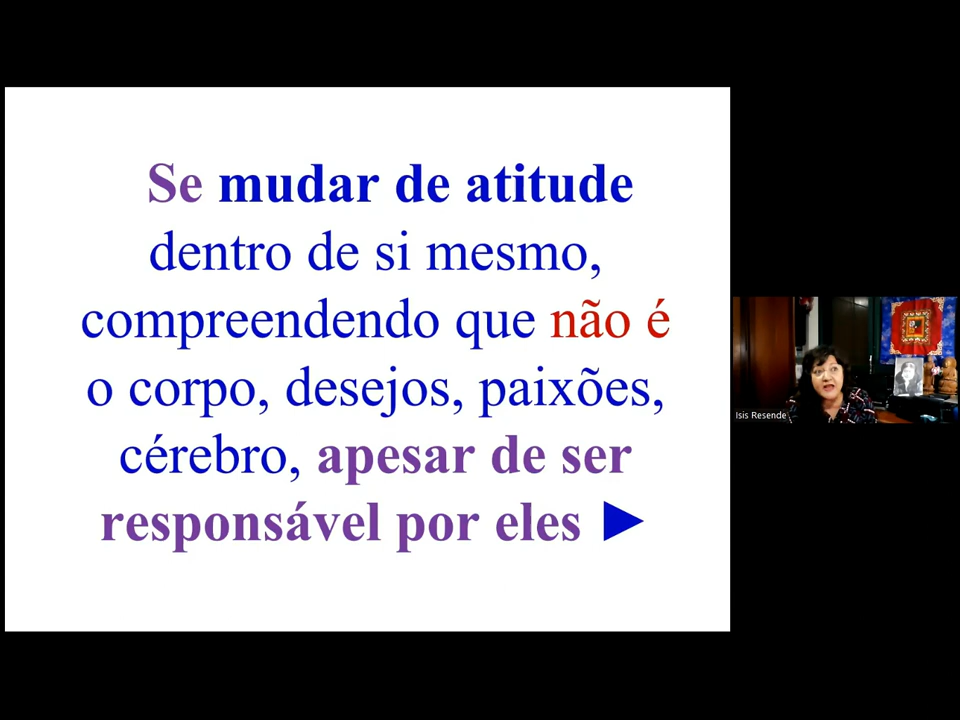 Se mudar de atitude
dentro de si mesmo,
compreendendo que não é
o corpo, desejos, paixões,
cérebro, apesar de ser
responsável por eles ►
Isis Resende